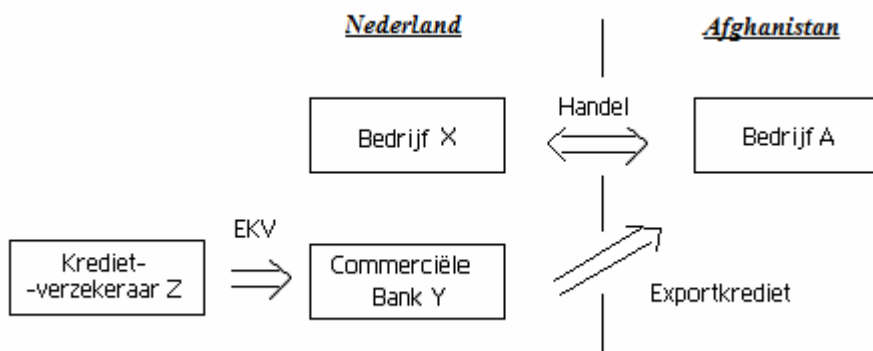 Nederland
Afghanistan
Bedrijf X
Handel
Bedrijf A
EKV
Krediet-
-verzekeraar Z
Commerciële
Bank Y
Exportkrediet